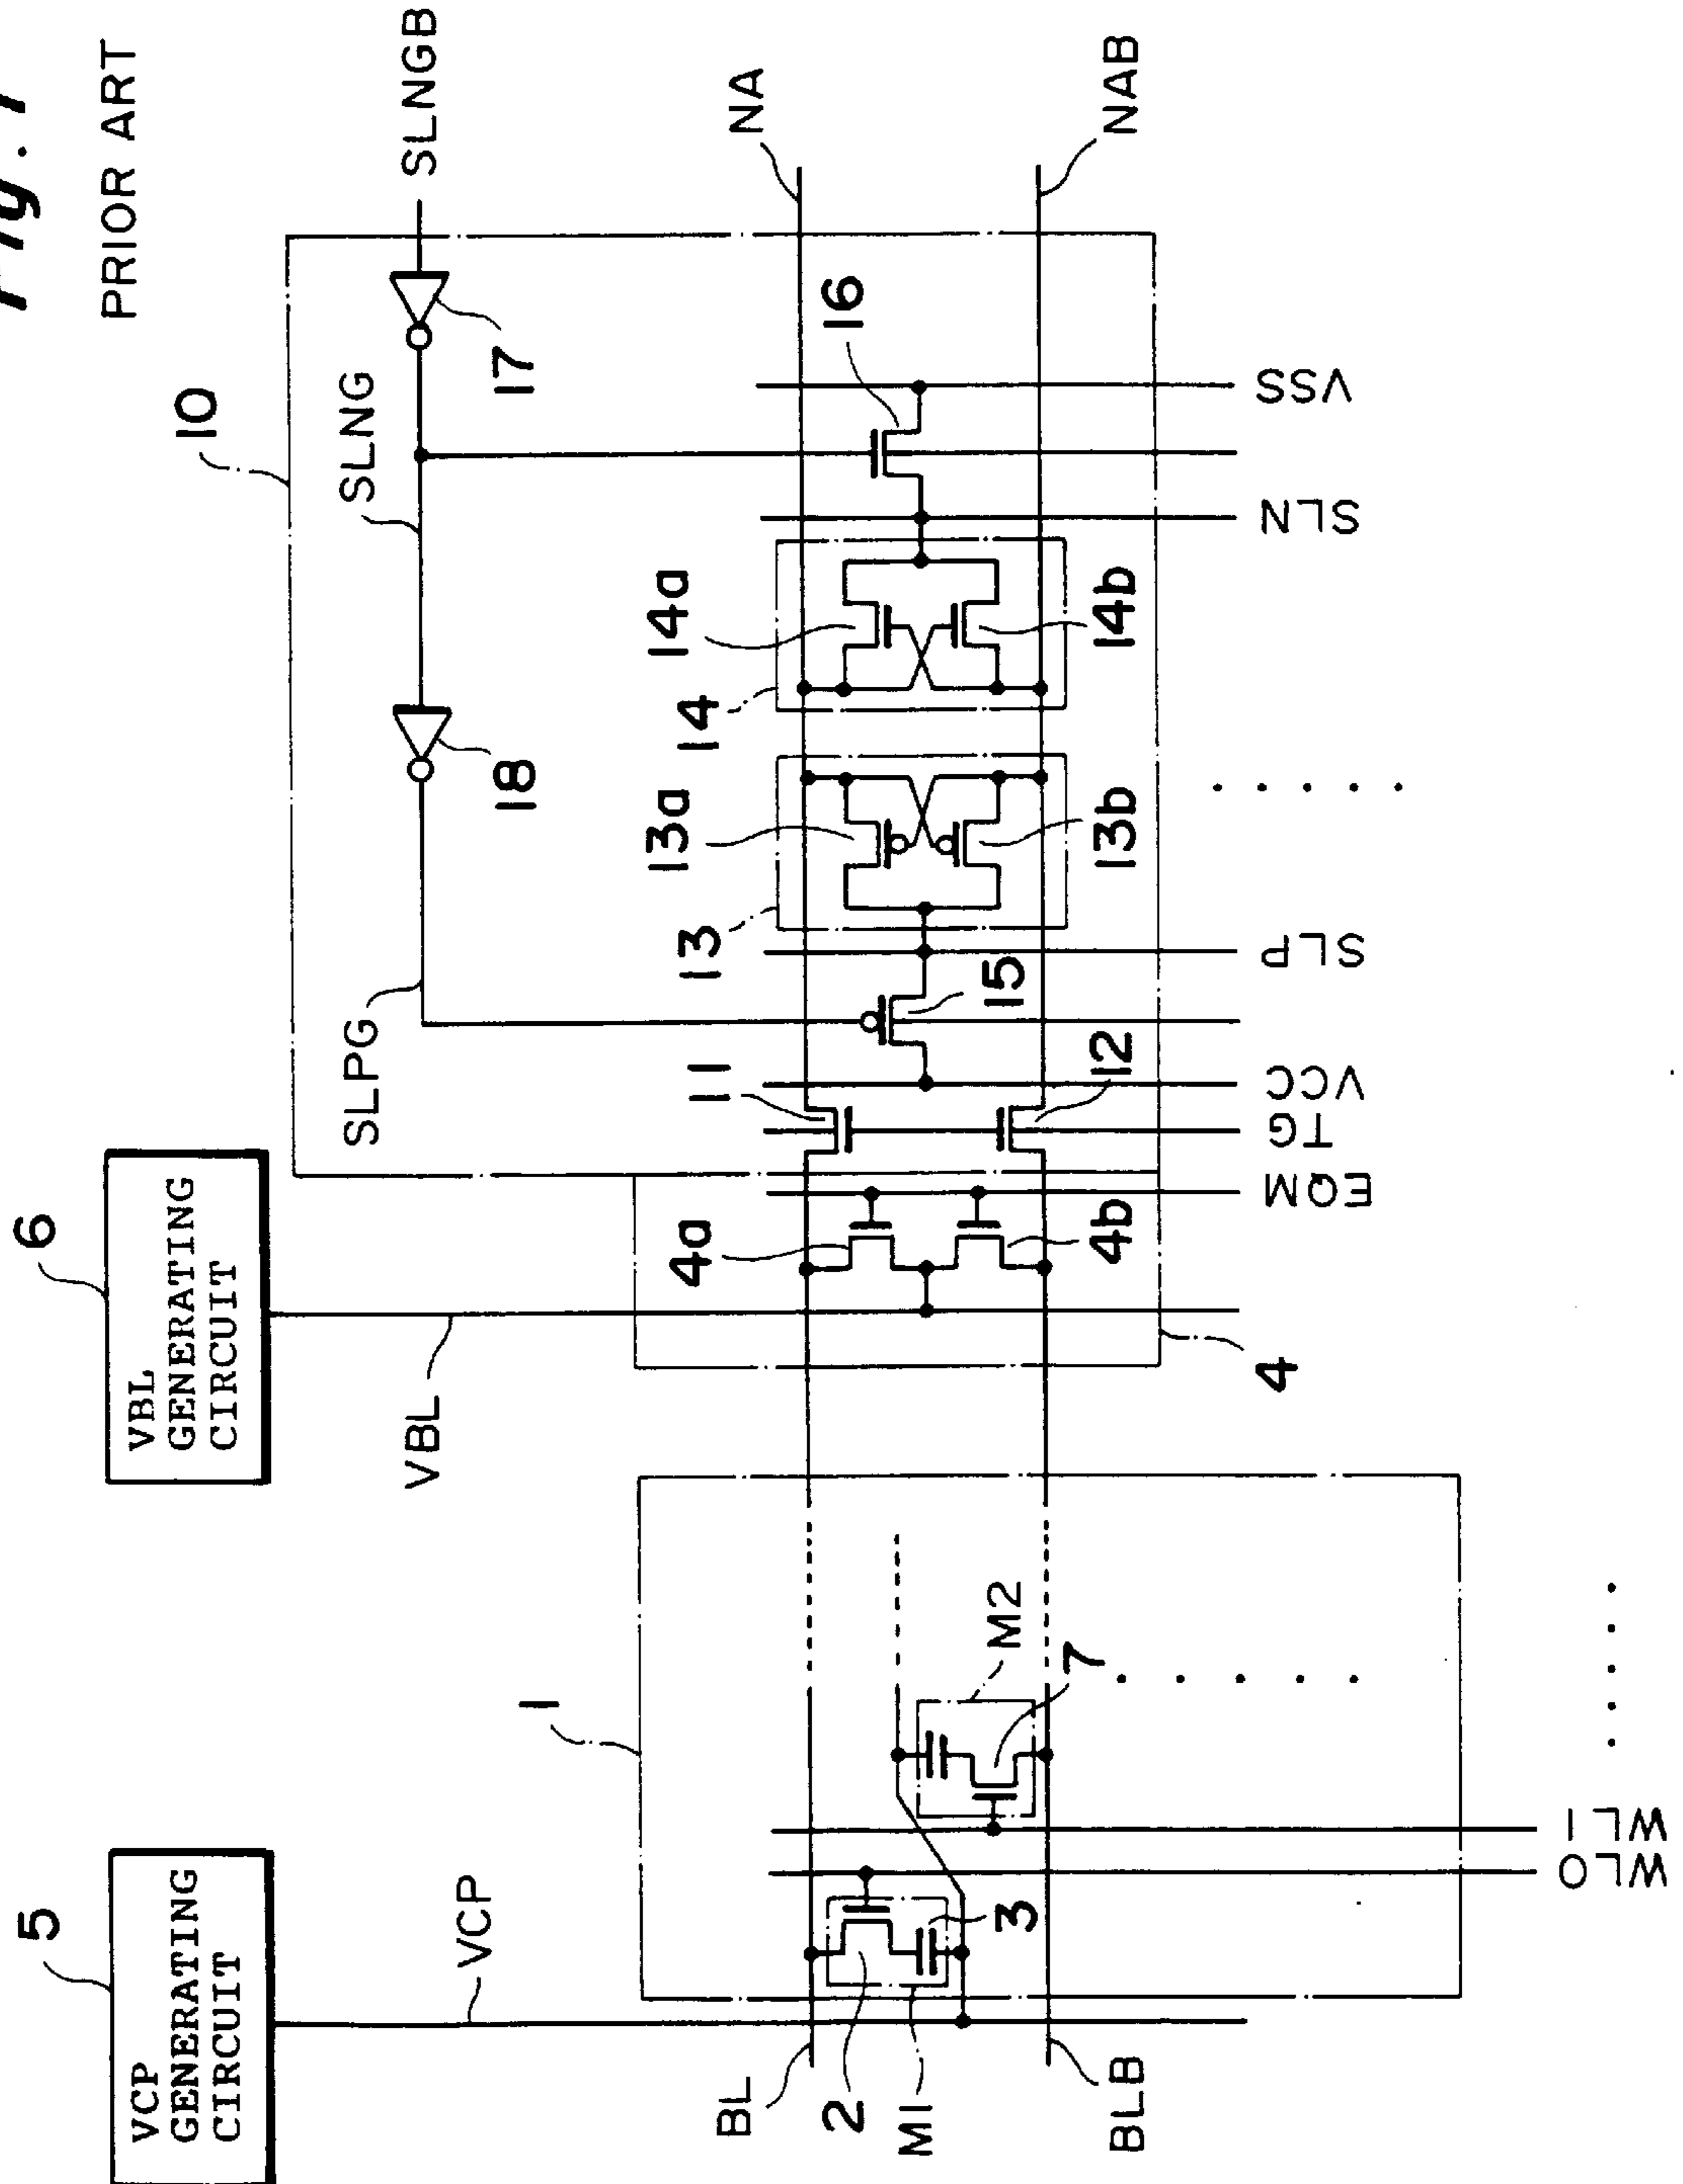 Fig. 1
PRIOR ART
5
VCP
GENERATING
CIRCUIT
VCP
6
VBL
GENERATING
CIRCUIT
VBL
10
SLPG
SLNG
SLNGB
18
17
1
BL
2
M1
3
BLB
M2
7
4a
4b
4
11
12
15
13
13a
13b
14
14a
14b
16
NA
NAB
WL0
WL1
EQM
TG
VCC
SLP
SLN
VSS